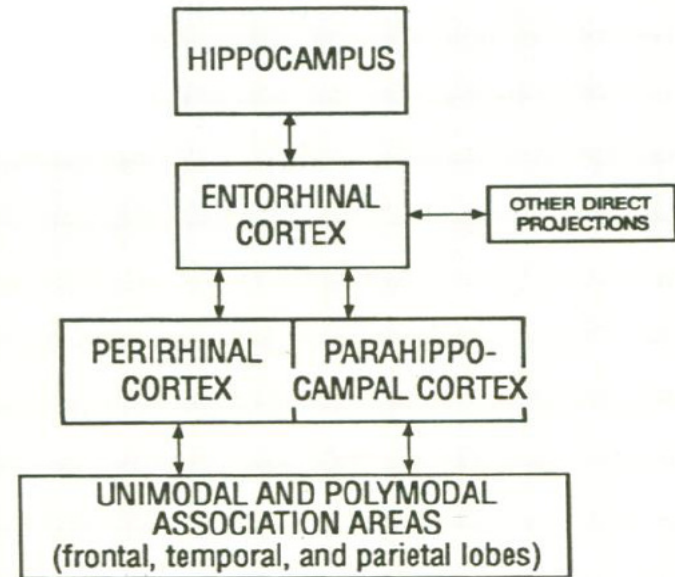 HIPPOCAMPUS
ENTORHINAL
CORTEX
OTHER DIRECT
PROJECTIONS
PERIRHINAL
CORTEX
PARAHIPPO-
CAMPAL CORTEX
UNIMODAL AND POLYMODAL
ASSOCIATION AREAS
(frontal, temporal, and parietal lobes)